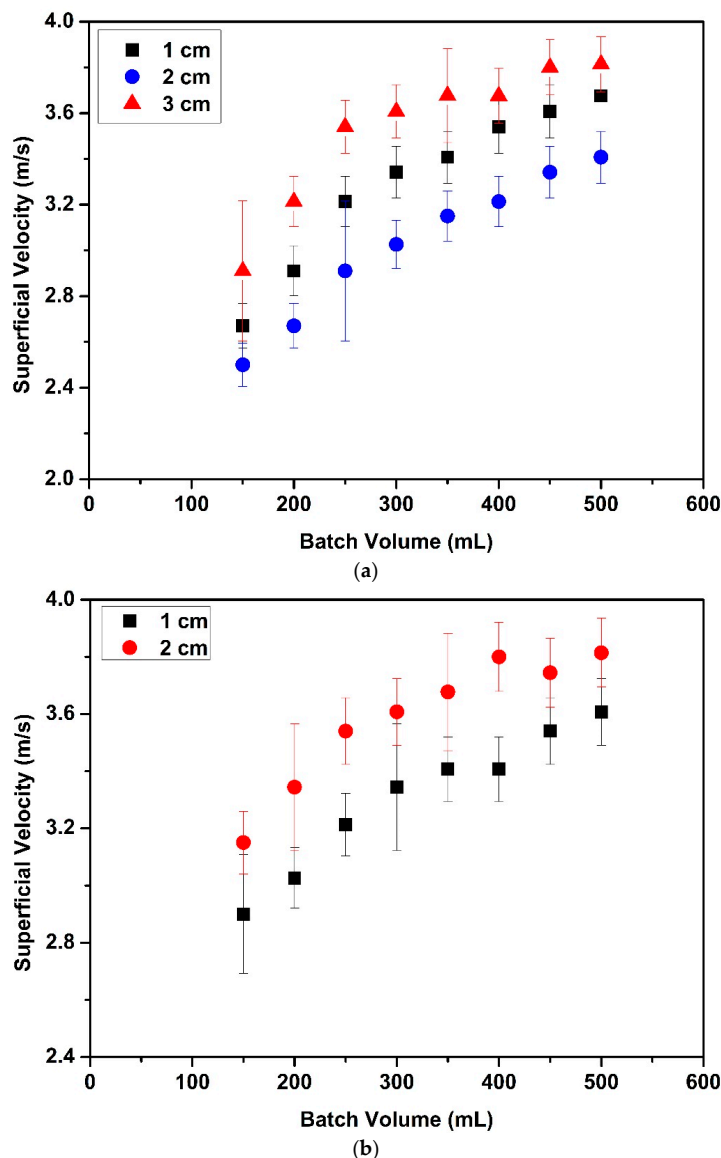 4.0
3.6
3.2
2.8
2.4
2.0
Superficial Velocity (m/s)
1 cm
2 cm
3 cm
0 100 200 300 400 500 600
Batch Volume (mL)
(a)
4.0
3.6
3.2
2.8
2.4
Superficial Velocity (m/s)
1 cm
2 cm
0 100 200 300 400 500 600
Batch Volume (mL)
(b)